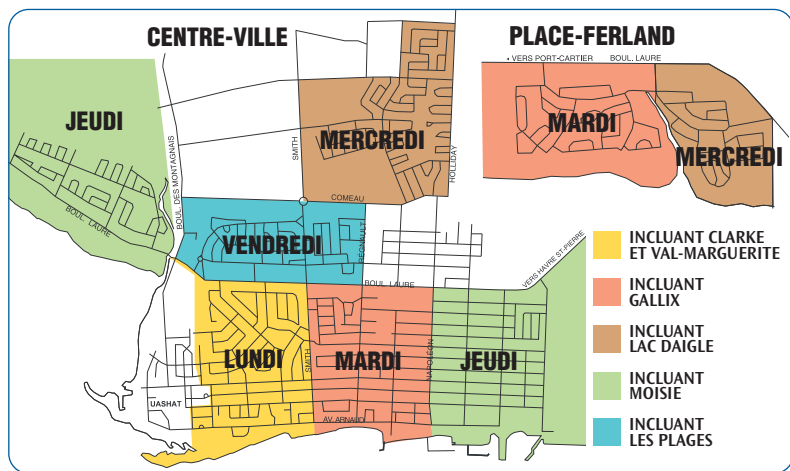 CENTRE-VILLE
PLACE-FERLAND
• VERS PORT-CARTIER
BOUL. LAURE
JEUDI
MARDI
MERCREDI
MERCREDI
SMITH
HOLLIDAY
BOUL. DES MONTAGNAIS
BOUL. LAURE
COMEAU
VENDREDI
RÉGNAULT
BOUL. LAURE
VERS HAVRE ST-PIERRE
INCLUANT CLARKE
ET VAL-MARGUERITE
INCLUANT
GALLIX
INCLUANT
LAC DAIGLE
INCLUANT
MOISIE
INCLUANT
LES PLAGES
LUNDI
SMITH
MARDI
NAPOLÉON
JEUDI
UASHAT
AV. ARNAUD